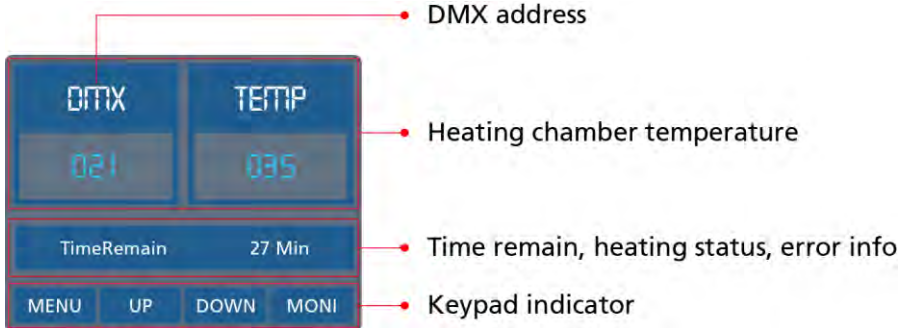 DMX address
DMX TEMP
Heating chamber temperature
021 035
TimeRemain 27 Min
Time remain, heating status, error info
MENU UP DOWN MONI
Keypad indicator